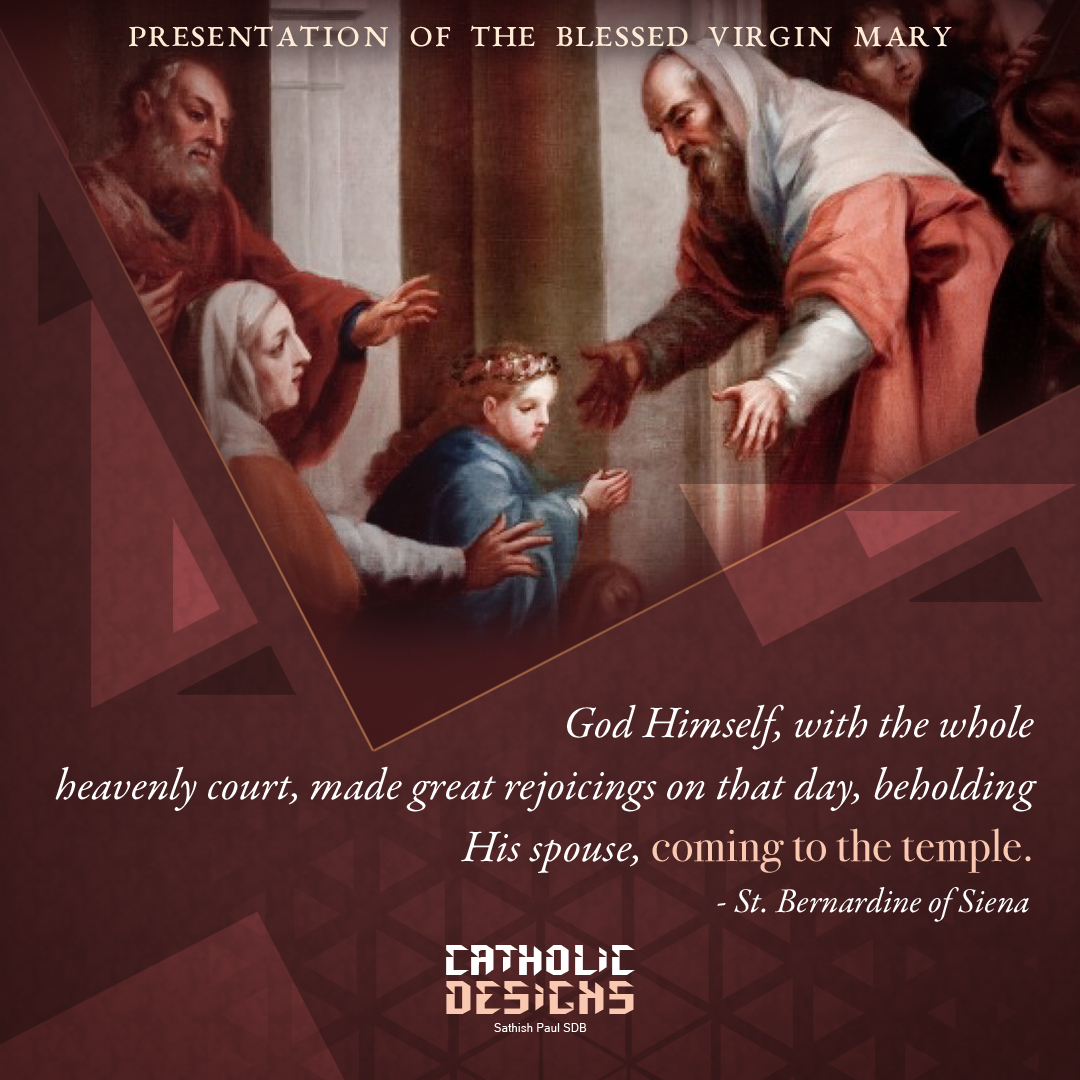 PRESENTATION OF THE BLESSED VIRGIN MARY
God Himself, with the whole
heavenly court, made great rejoicings on that day, beholding
His spouse, coming to the temple.
- St. Bernardine of Siena
CATHOLIC
DESIGNS
Sathish Paul SDB